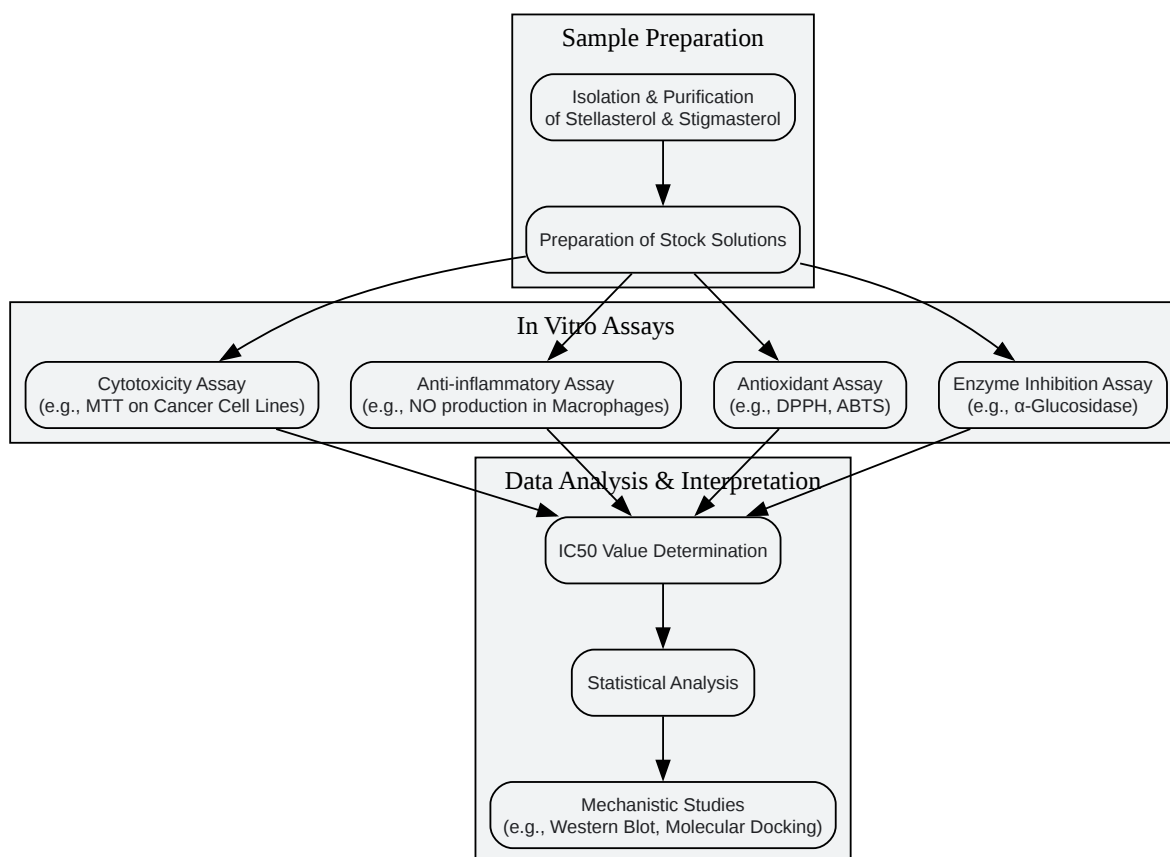 Sample Preparation
Isolation & Purification
of Stellasterol & Stigmasterol
Preparation of Stock Solutions
In Vitro Assays
Cytotoxicity Assay
(e.g., MTT on Cancer Cell Lines)
Anti-inflammatory Assay
(e.g., NO production in Macrophages)
Antioxidant Assay
(e.g., DPPH, ABTS)
Enzyme Inhibition Assay
(e.g., α-Glucosidase)
Data Analysis & Interpretation
IC50 Value Determination
Statistical Analysis
Mechanistic Studies
(e.g., Western Blot, Molecular Docking)